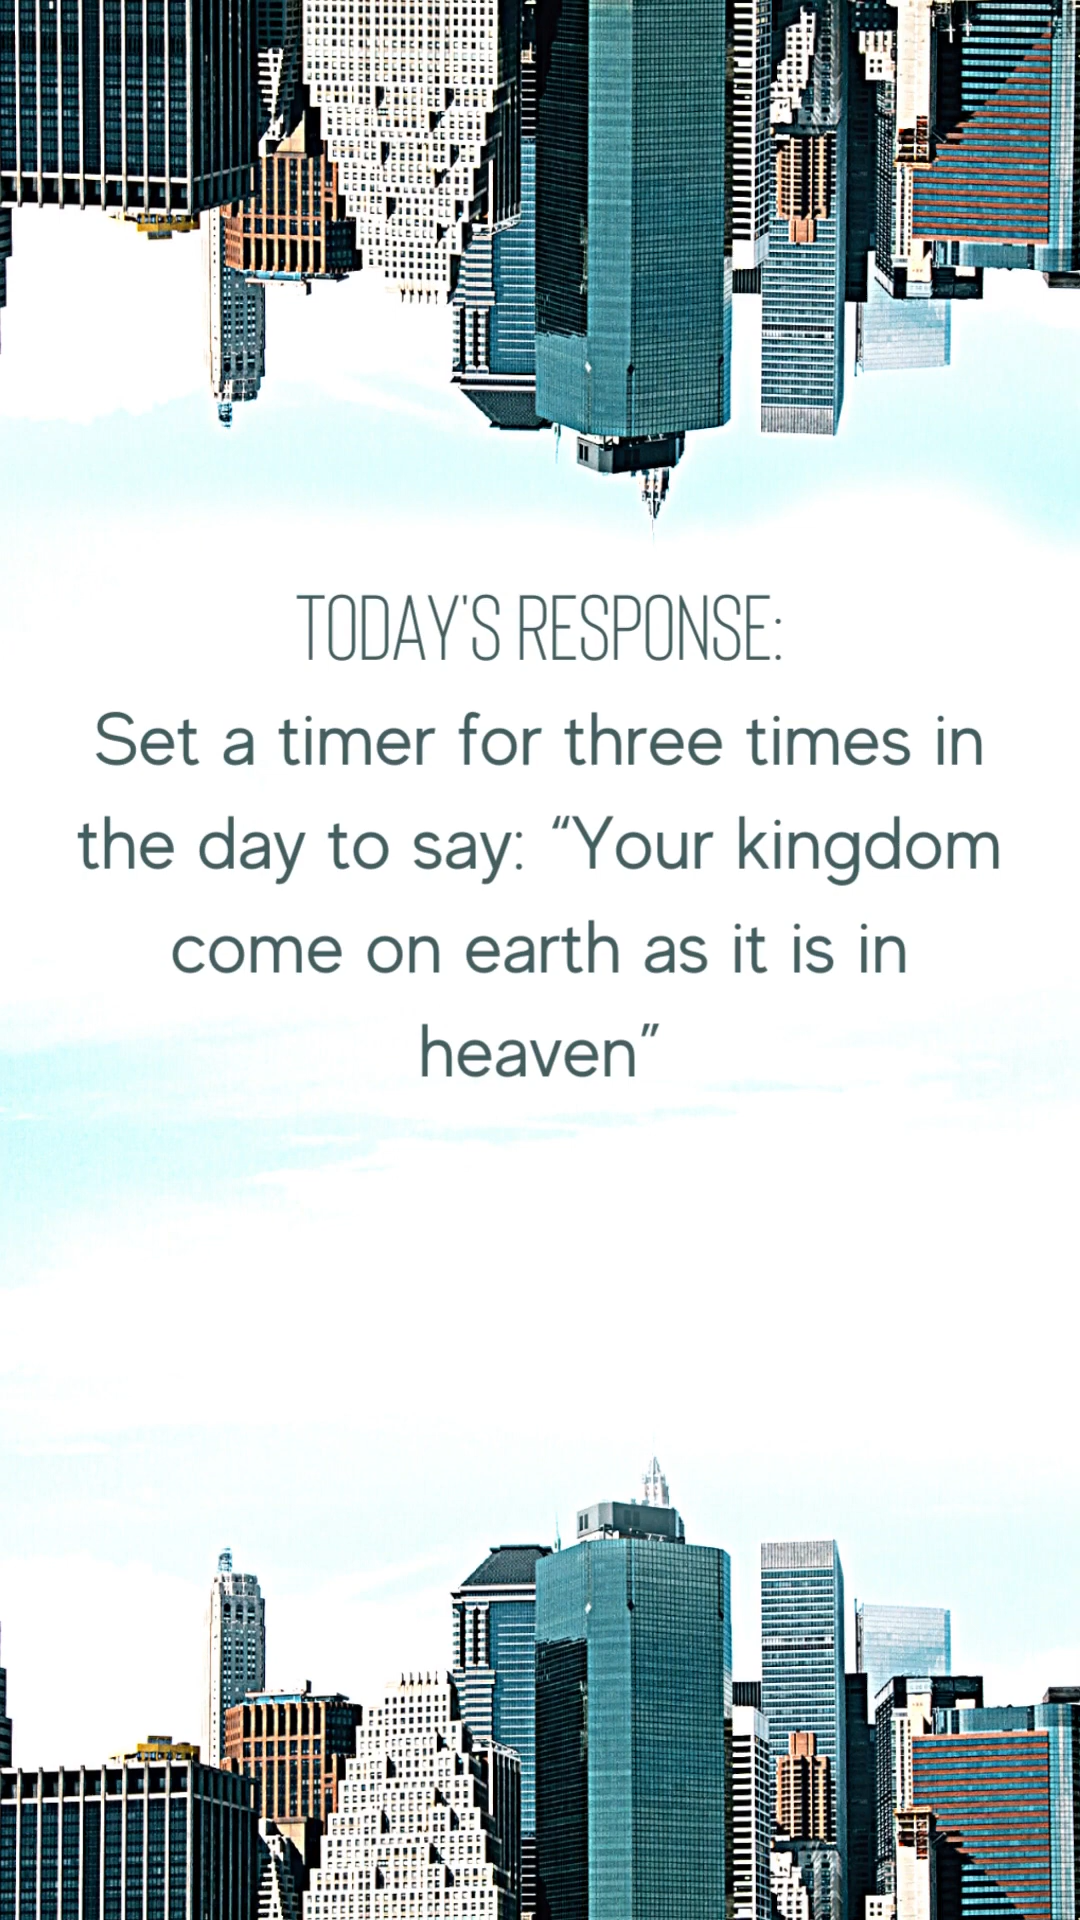 TODAY'S RESPONSE:
Set a timer for three times in
the day to say: “Your kingdom
come on earth as it is in
heaven”